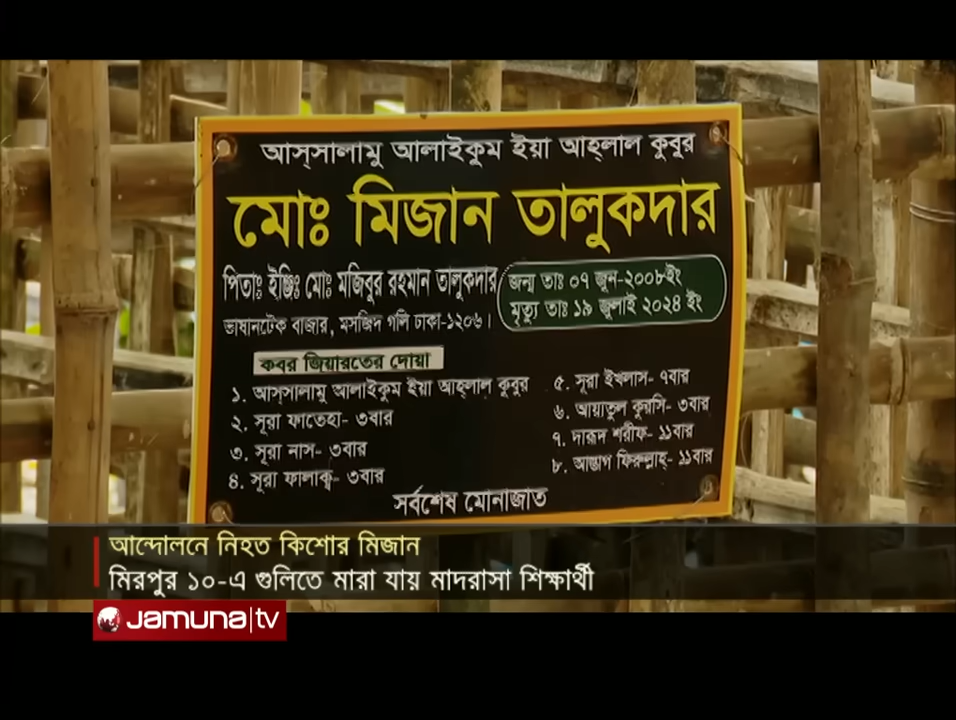 আস্সালামু আলাইকুম ইয়া আহ্লাল কুবুর
মোঃ মিজান তালুকদার
পিতাঃ ইঞ্জিঃ মোঃ মজিবুর রহমান তালুকদার
ভাষানটেক বাজার, মসজিদ গলি ঢাকা-১২০৬।
জন্ম তাঃ ০৭ জুন-২০০৮ইং
মৃত্যু তাঃ ১৯ জুলাই ২০২৪ ইং
কবর জিয়ারতের দোয়া
১. আস্সালামু আলাইকুম ইয়া আহ্লাল কুবুর
২. সূরা ফাতেহা- ৩বার
৩. সূরা নাস- ৩বার
৪. সূরা ফালাক্ব- ৩বার
৫. সূরা ইখলাস- ৭বার
৬. আয়াতুল কুরসি- ৩বার
৭. দারূদ শরীফ- ১১বার
৮. আস্তাগ ফিরুল্লাহ্- ১১বার
সর্বশেষ মোনাজাত
আন্দোলনে নিহত কিশোর মিজান
মিরপুর ১০-এ গুলিতে মারা যায় মাদরাসা শিক্ষার্থী
Jamuna|tv